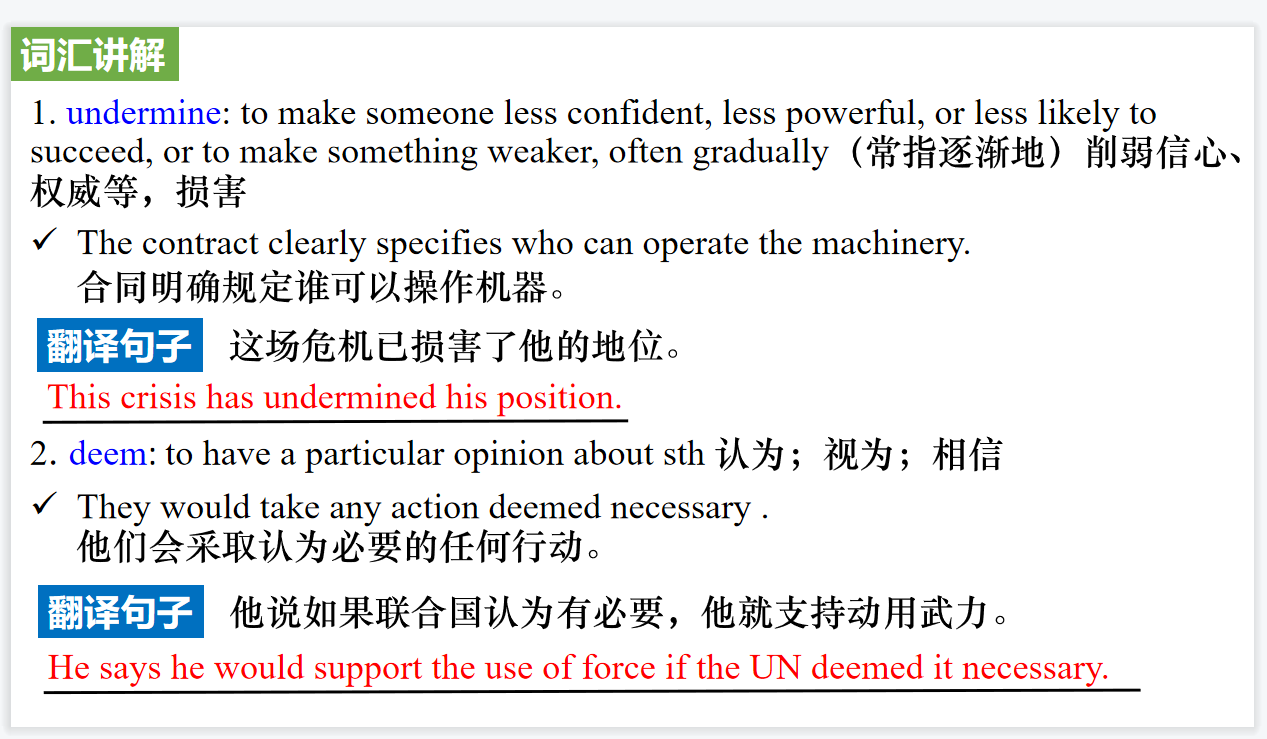 词汇讲解
1. undermine: to make someone less confident, less powerful, or less likely to
succeed, or to make something weaker, often gradually（常指逐渐地）削弱信心、
权威等，损害
✓ The contract clearly specifies who can operate the machinery.
合同明确规定谁可以操作机器。
翻译句子 这场危机已损害了他的地位。
This crisis has undermined his position.
2. deem: to have a particular opinion about sth 认为；视为；相信
✓ They would take any action deemed necessary .
他们会采取认为必要的任何行动。
翻译句子 他说如果联合国认为有必要，他就支持动用武力。
He says he would support the use of force if the UN deemed it necessary.